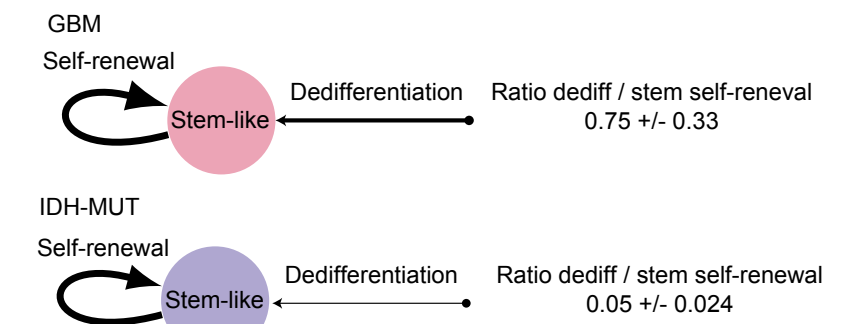 GBM
Self-renewal
Stem-like
Dedifferentiation
Ratio dediff / stem self-reneval
0.75 +/- 0.33
IDH-MUT
Self-renewal
Stem-like
Dedifferentiation
Ratio dediff / stem self-renewal
0.05 +/- 0.024